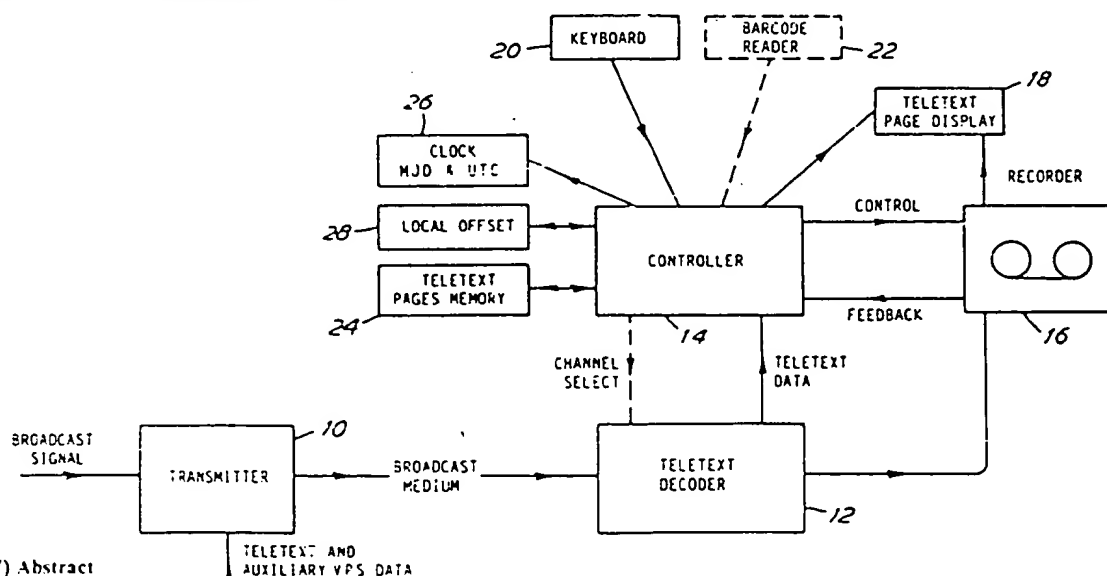 20
KEYBOARD
BARCODE
READER
22
26
CLOCK
MJD & UTC
18
TELETEXT
PAGE DISPLAY
RECORDER
28
LOCAL OFFSET
CONTROLLER
CONTROL
24
TELETEXT
PAGES MEMORY
FEEDBACK
14
16
CHANNEL
SELECT
TELETEXT
DATA
BROADCAST
SIGNAL
10
TRANSMITTER
BROADCAST
MEDIUM
TELETEXT
DECODER
12
TELETEXT AND
AUXILIARY VPS DATA
) Abstract